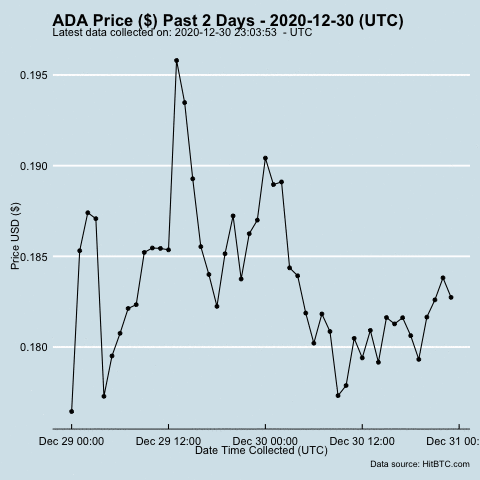 ADA Price ($) Past 2 Days - 2020-12-30 (UTC)
Latest data collected on: 2020-12-30 23:03:53  - UTC
0.195
0.190
0.185
0.180
Price USD ($)
Dec 29 00:00 Dec 29 12:00 Dec 30 00:00 Dec 30 12:00 Dec 31 00:
Date Time Collected (UTC)
Data source: HitBTC.com